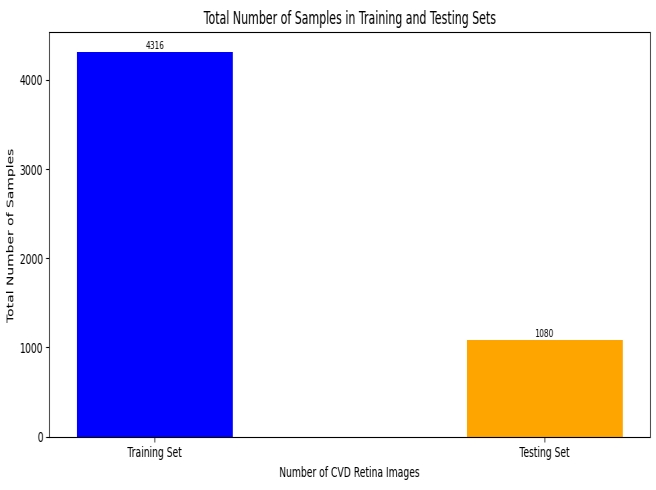 Total Number of Samples in Training and Testing Sets
4316
4000
3000
2000
1000
0
1080
Total Number of Samples
Training Set
Testing Set
Number of CVD Retina Images